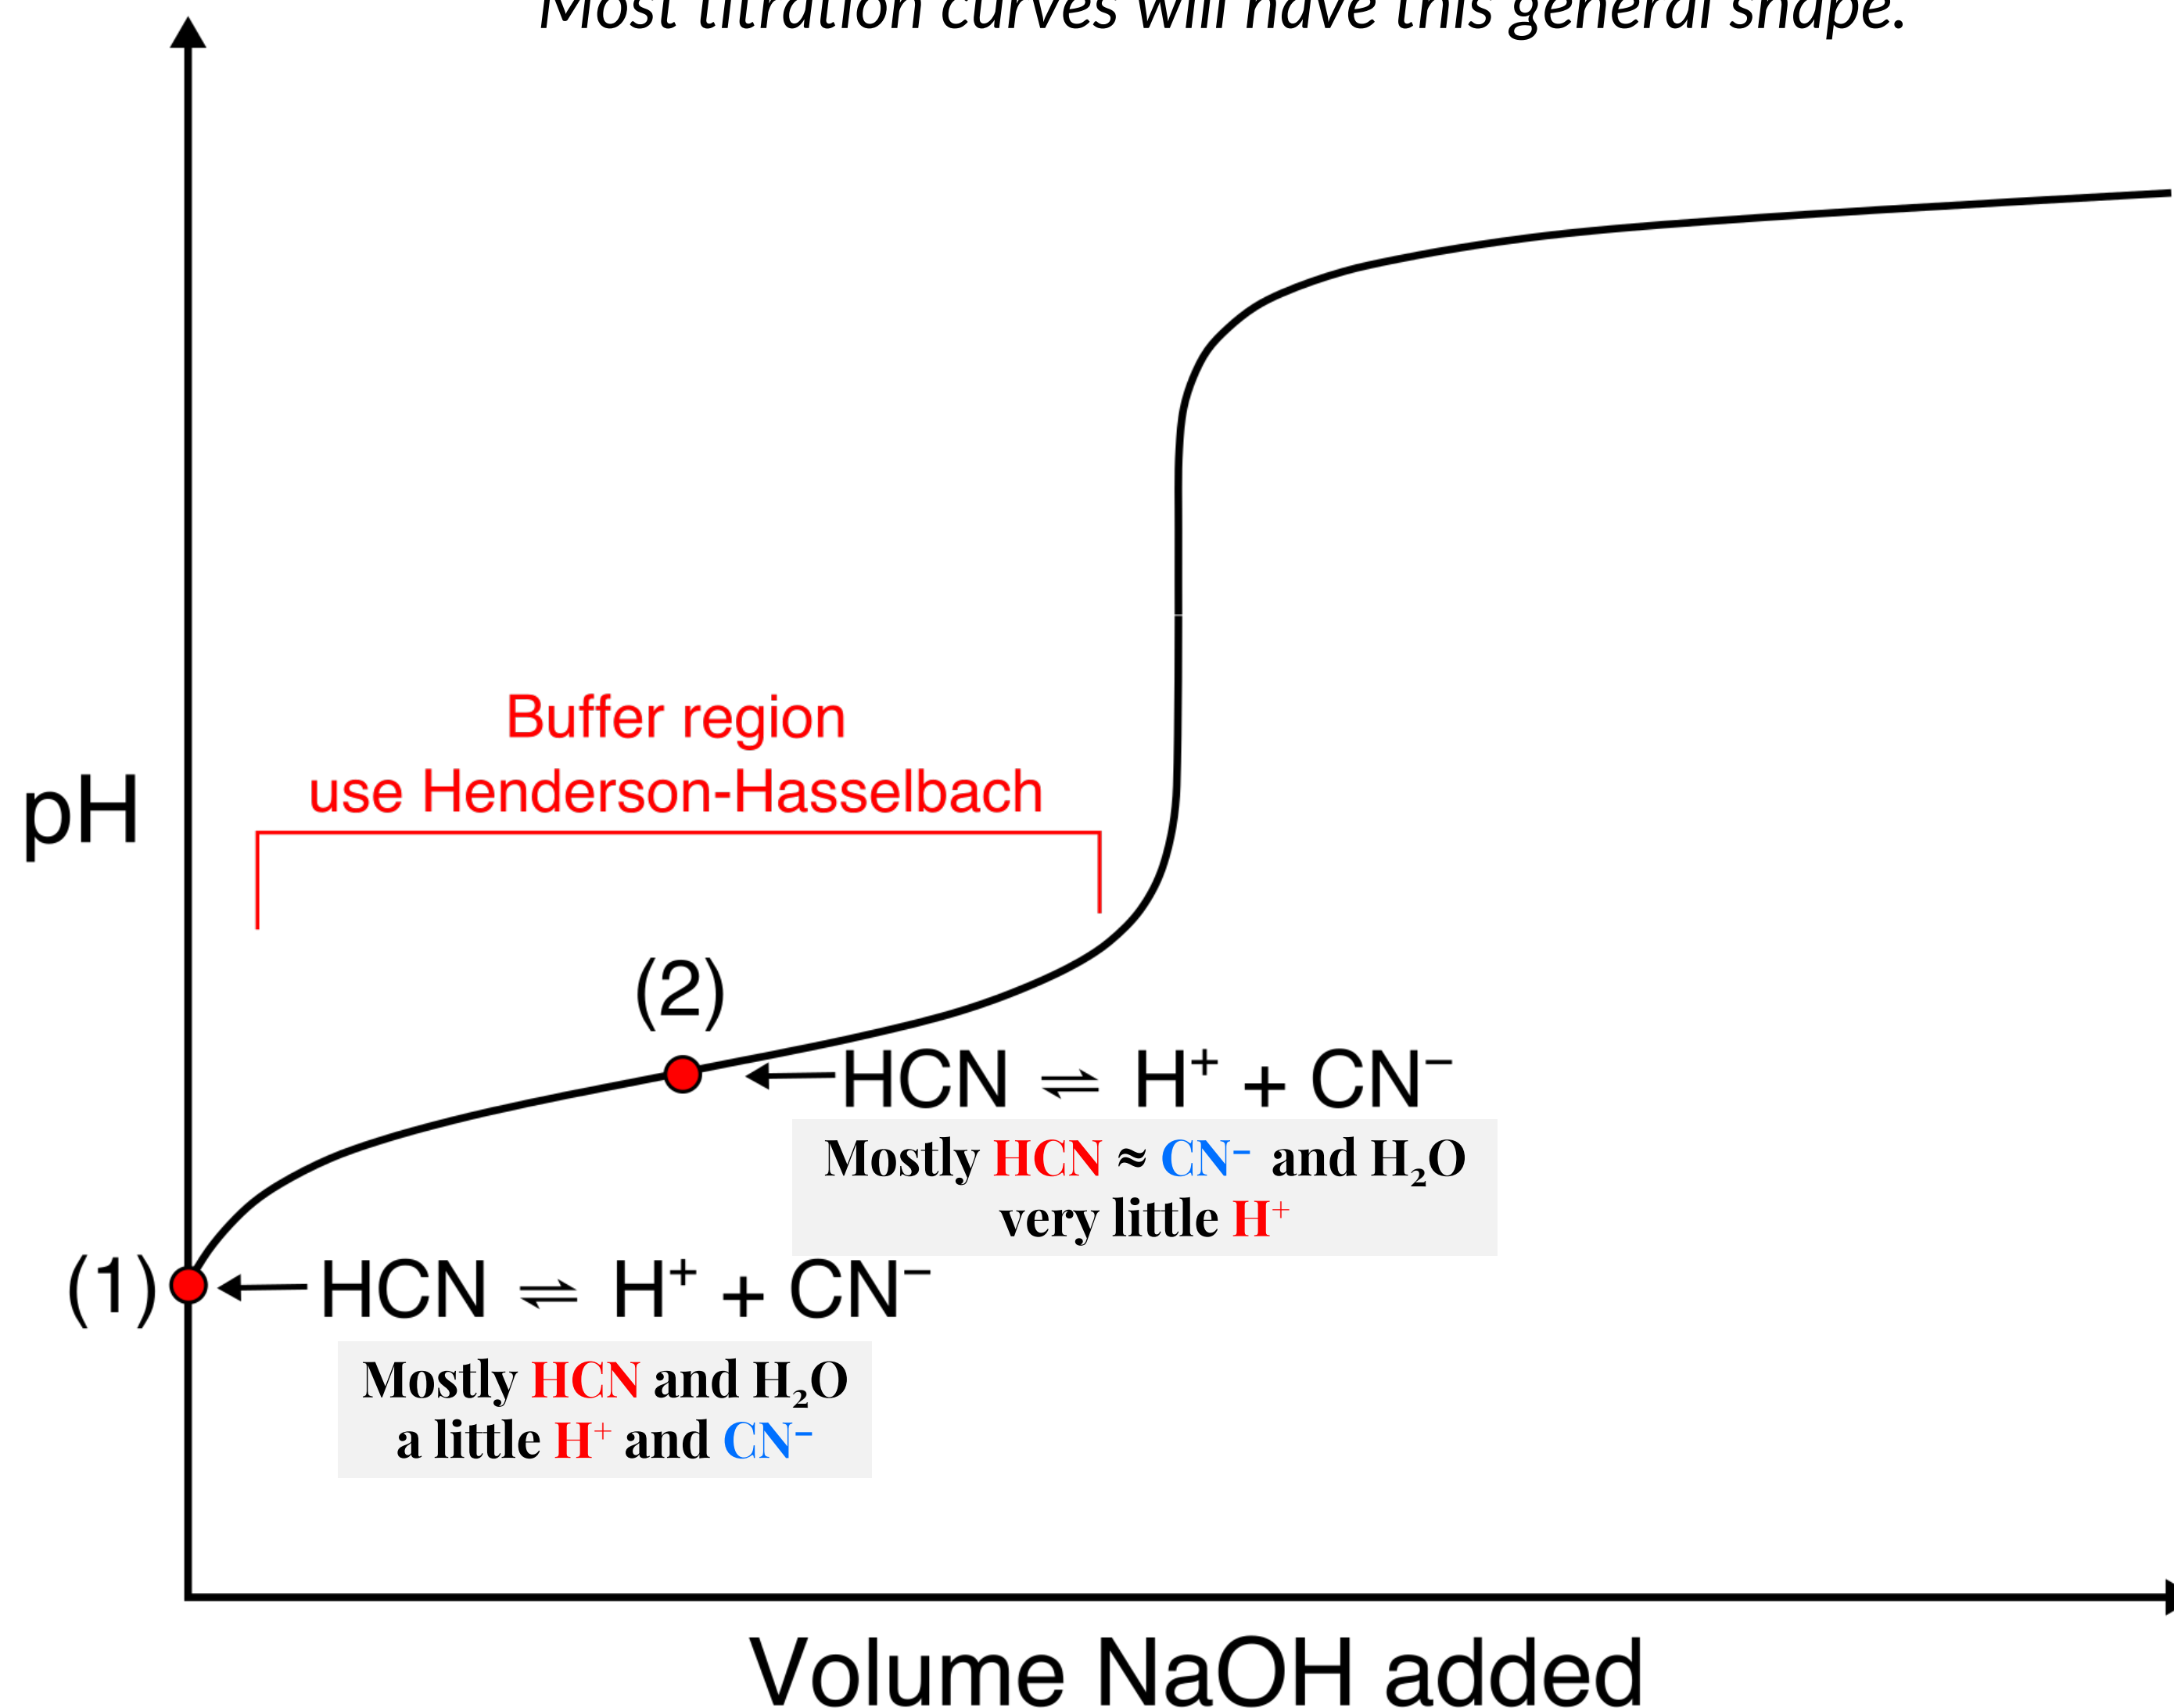 Most titration curves will have this general shape.
Buffer region
use Henderson-Hasselbach
pH
(2)
HCN ⇌ H⁺ + CN⁻
Mostly HCN ≈ CN⁻ and H₂O
very little H⁺
(1)
HCN ⇌ H⁺ + CN⁻
Mostly HCN and H₂O
a little H⁺ and CN⁻
Volume NaOH added